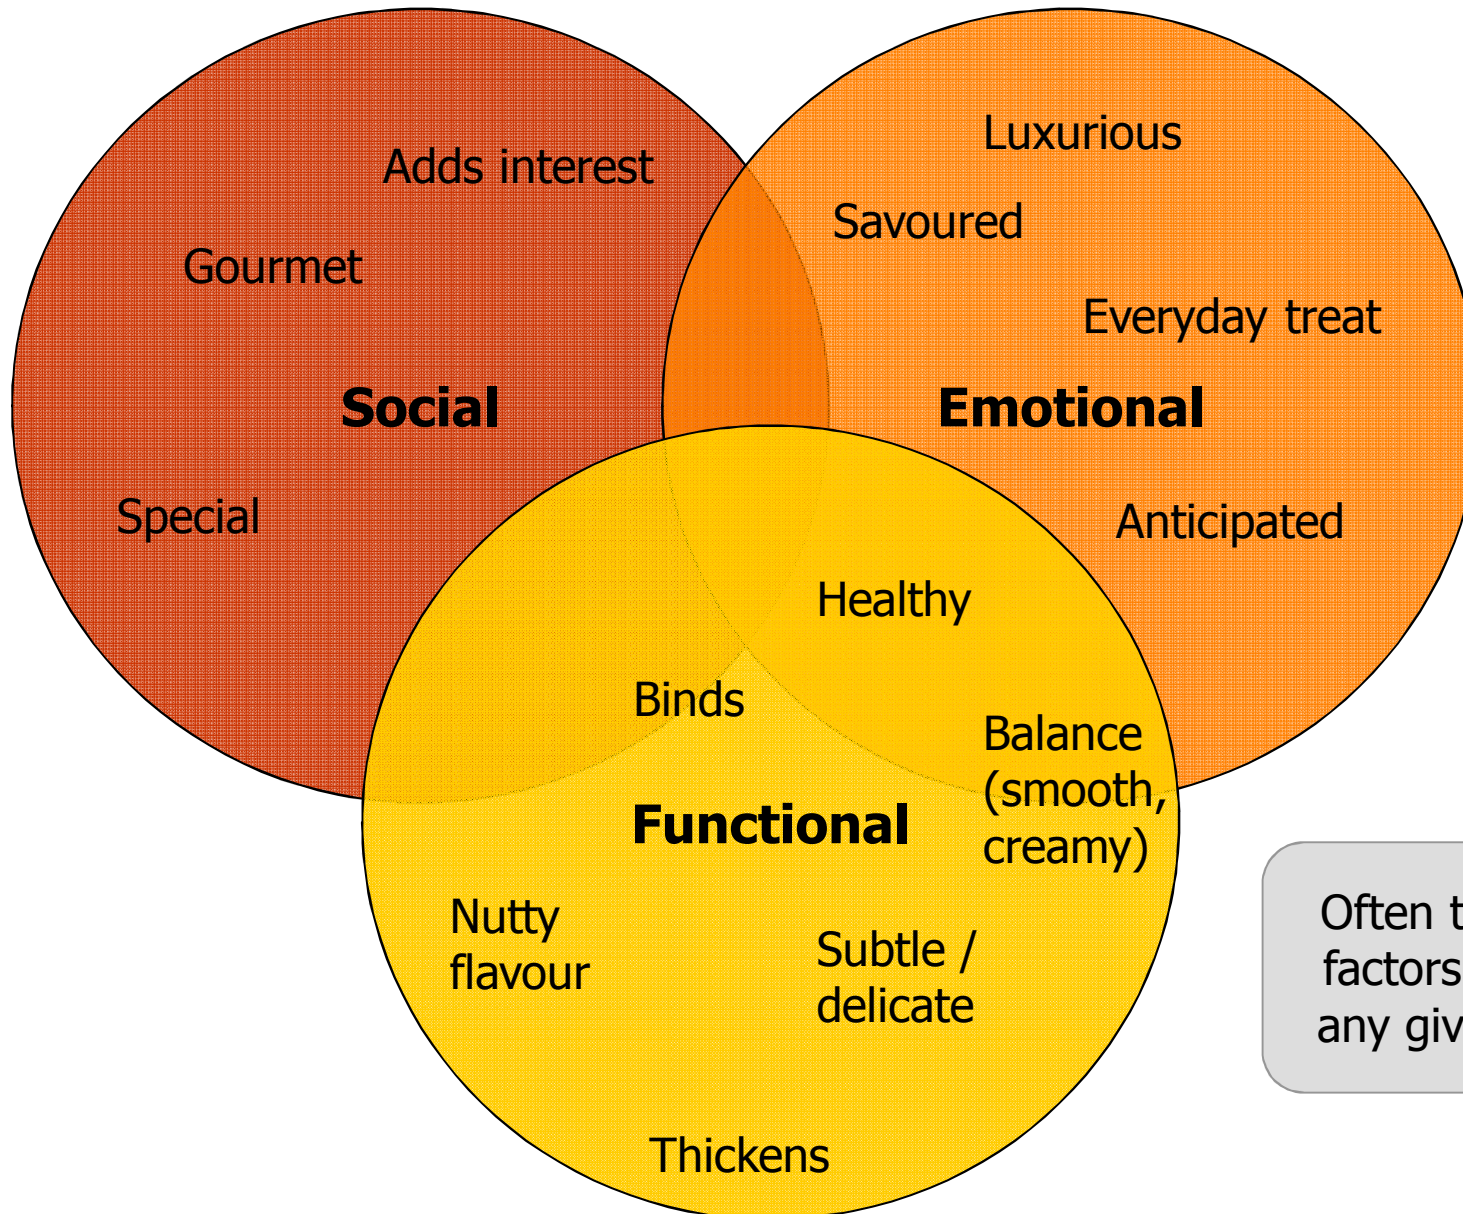 Luxurious
Adds interest
Savoured
Gourmet
Everyday treat
Social
Emotional
Special
Anticipated
Healthy
Binds
Balance
(smooth,
creamy)
Functional
Nutty
flavour
Subtle /
delicate
Often
factors
any
Thickens